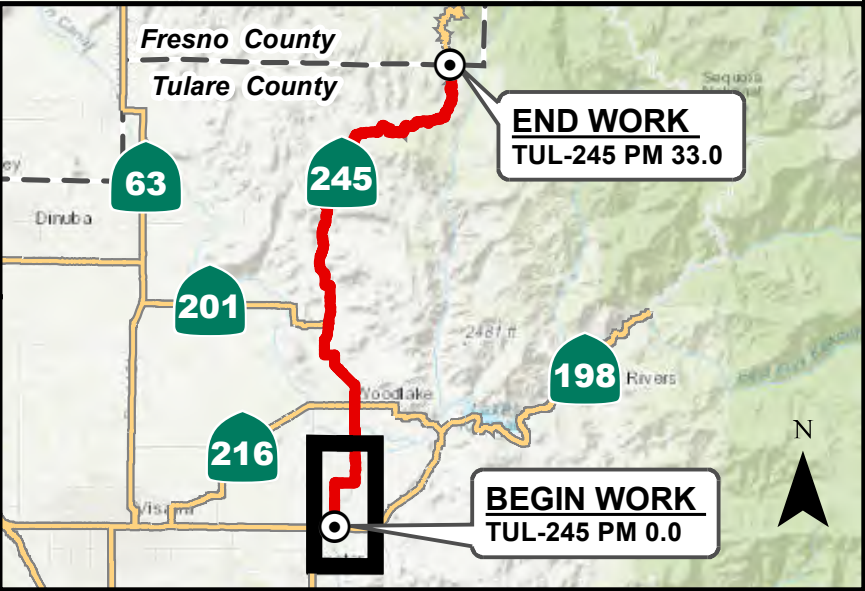 Fresno County
Tulare County
Sequoia
END WORK
TUL-245 PM 33.0
63
245
Dinuba
201
2481 ft
198
Rivers
Woodlake
216
N
BEGIN WORK
TUL-245 PM 0.0